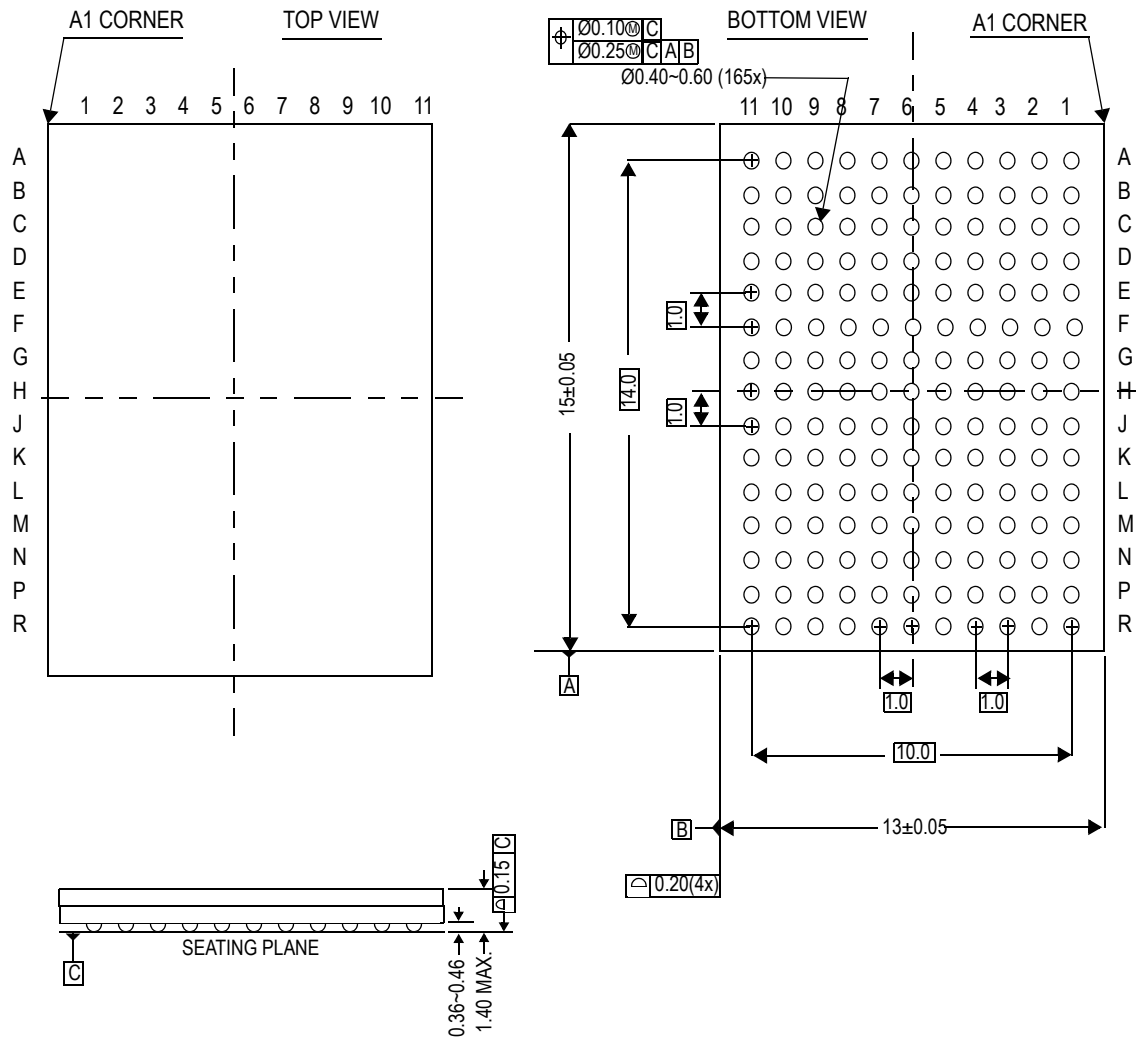 A1 CORNER
TOP VIEW
1 2 3 4 5 6 7 8 9 10 11
A
B
C
D
E
F
G
H
J
K
L
M
N
P
R
Ø0.10Ⓜ C
Ø0.25Ⓜ C A B
Ø0.40~0.60 (165x)
BOTTOM VIEW
A1 CORNER
11 10 9 8 7 6 5 4 3 2 1
A
B
C
D
E
F
G
H
J
K
L
M
N
P
R
15±0.05
14.0
1.0
1.0
A
1.0
1.0
10.0
B
13±0.05
0.20(4x)
0.15 C
SEATING PLANE
C
0.36~0.46
1.40 MAX.